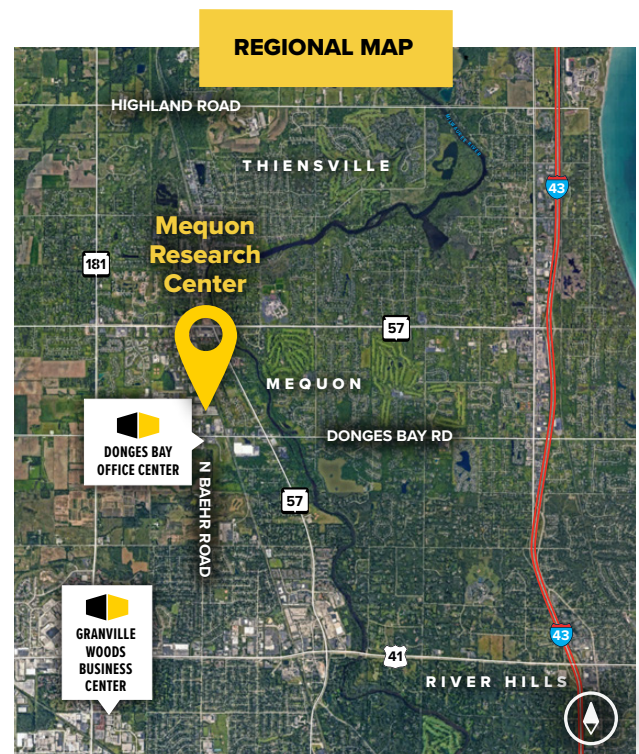 REGIONAL MAP
HIGHLAND ROAD
THIENSVILLE
43
Mequon
Research
Center
181
57
MEQUON
DONGES BAY
OFFICE CENTER
DONGES BAY RD
N BAEHR ROAD
57
GRANVILLE
WOODS
BUSINESS
CENTER
43
41
RIVER HILLS